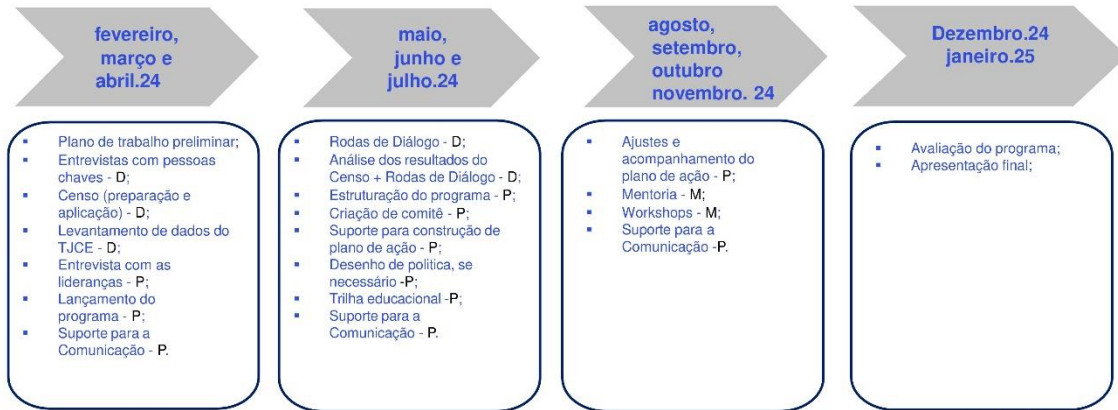 fevereiro,
março e
abril.24
maio,
junho e
julho.24
agosto,
setembro,
outubro
novembro. 24
Dezembro.24
janeiro.25
▪ Plano de trabalho preliminar;
▪ Entrevistas com pessoas
chaves - D;
▪ Censo (preparação e
aplicação) - D;
▪ Levantamento de dados do
TJCE - D;
▪ Entrevista com as
lideranças - P;
▪ Lançamento do
programa - P;
▪ Suporte para a
Comunicação - P.
▪ Rodas de Diálogo - D;
▪ Análise dos resultados do
Censo + Rodas de Diálogo - D;
▪ Estruturação do programa - P;
▪ Criação de comitê - P;
▪ Suporte para construção de
plano de ação - P;
▪ Desenho de politica, se
necessário -P;
▪ Trilha educacional -P;
▪ Suporte para a
Comunicação - P.
▪ Ajustes e
acompanhamento do
plano de ação - P;
▪ Mentoria - M;
▪ Workshops - M;
▪ Suporte para a
Comunicação -P.
▪ Avaliação do programa;
▪ Apresentação final;